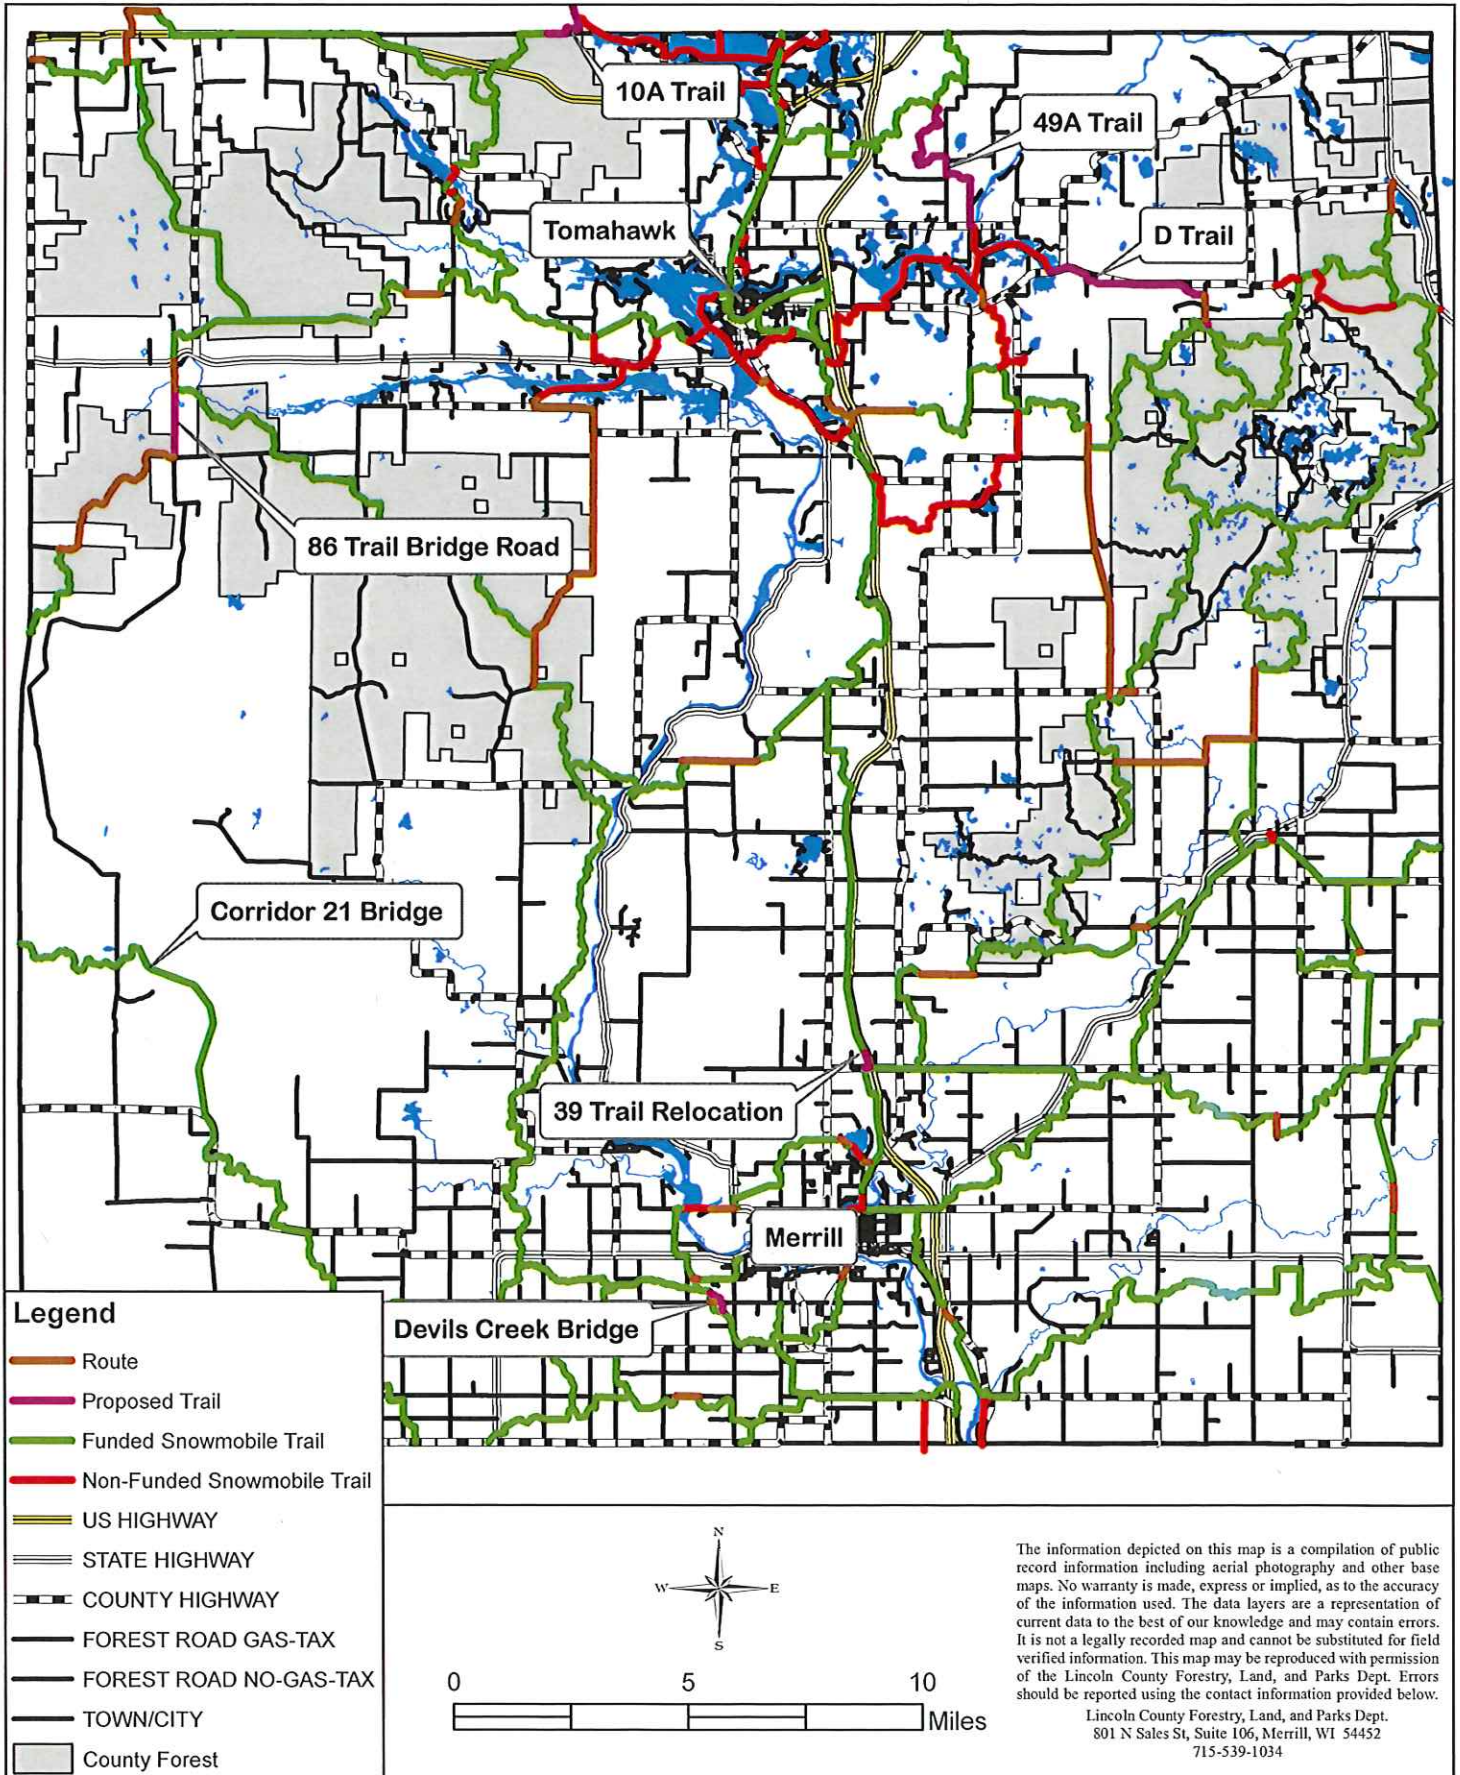 10A Trail
49A Trail
Tomahawk
D Trail
86 Trail Bridge Road
Corridor 21 Bridge
39 Trail Relocation
Merrill
Devils Creek Bridge
Legend
Route
Proposed Trail
Funded Snowmobile Trail
Non-Funded Snowmobile Trail
US HIGHWAY
STATE HIGHWAY
COUNTY HIGHWAY
FOREST ROAD GAS-TAX
FOREST ROAD NO-GAS-TAX
TOWN/CITY
County Forest
N
W E
S
0 5 10
Miles
The information depicted on this map is a compilation of public
record information including aerial photography and other base
maps. No warranty is made, express or implied, as to the accuracy
of the information used. The data layers are a representation of
current data to the best of our knowledge and may contain errors.
It is not a legally recorded map and cannot be substituted for field
verified information. This map may be reproduced with permission
of the Lincoln County Forestry, Land, and Parks Dept. Errors
should be reported using the contact information provided below.
Lincoln County Forestry, Land, and Parks Dept.
801 N Sales St, Suite 106, Merrill, WI 54452
715-539-1034